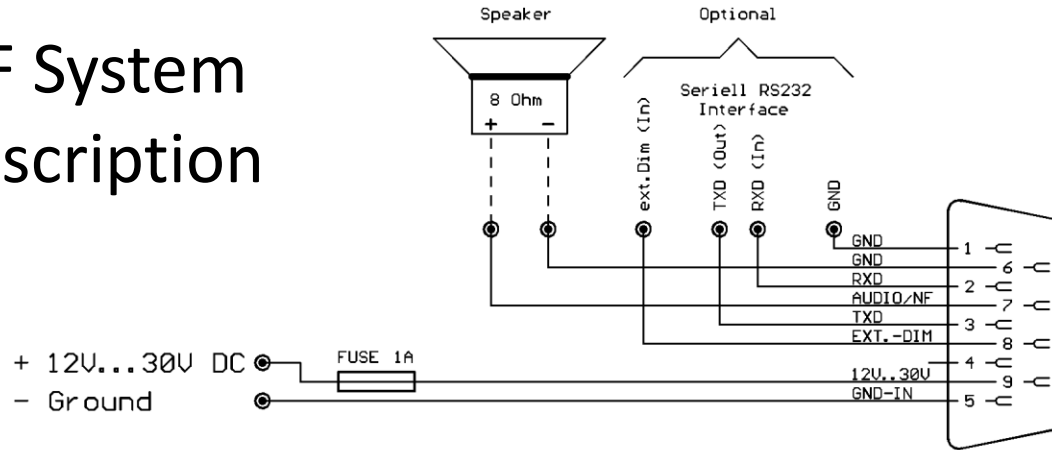 F System
scription
Speaker
8 Ohm
+ -
Optional
Seriell RS232
Interface
ext.Dim (In)
TXD (Out)
RXD (In)
GND
GND
GND
RXD
AUDIO/NF
TXD
EXT.-DIM
12V..30V
GND-IN
1
6
2
7
3
8
4
9
5
+ 12V...30V DC
FUSE 1A
- Ground